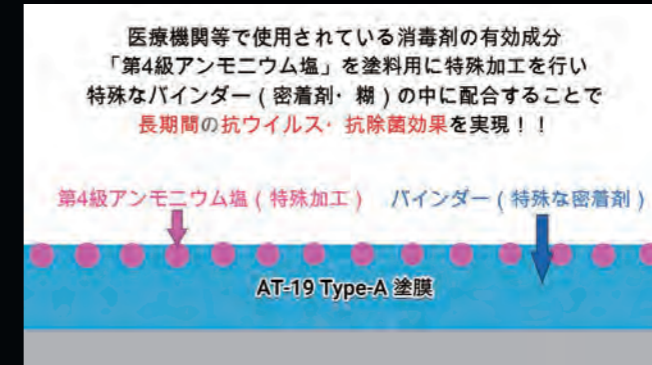 医療機関等で使用されている消毒剤の有効成分
「第4級アンモニウム塩」を塗料用に特殊加工を行い
特殊なバインダー（密着剤・糊）の中に配合することで
長期間の抗ウイルス・抗除菌効果を実現！！
第4級アンモニウム塩（特殊加工） バインダー（特殊な密着剤）
AT-19 Type-A 塗膜